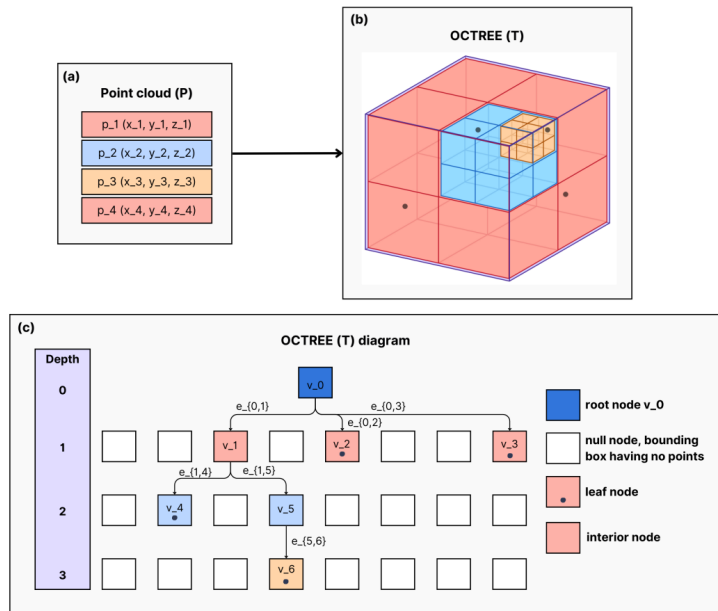 (a)
Point cloud (P)
p_1 (x_1, y_1, z_1)
p_2 (x_2, y_2, z_2)
p_3 (x_3, y_3, z_3)
p_4 (x_4, y_4, z_4)
(b)
OCTREE (T)
(c)
OCTREE (T) diagram
Depth
0
v_0
e_{0,1}
e_{0,2}
e_{0,3}
1
v_1
v_2
v_3
e_{1,4}
e_{1,5}
2
v_4
v_5
e_{5,6}
3
v_6
root node v_0
null node, bounding
box having no points
leaf node
interior node